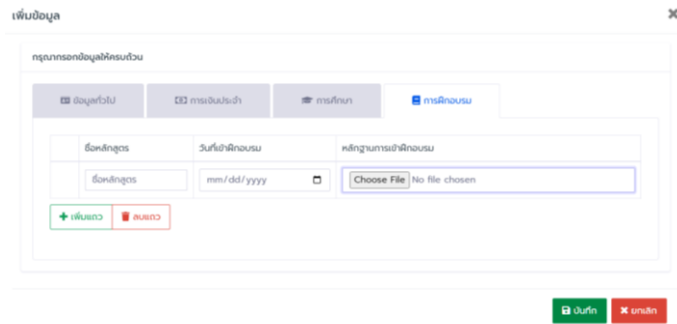 เพิ่มข้อมูล
กรุณากรอกข้อมูลให้ครบถ้วน
ข้อมูลทั่วไป การเงินประจำ การศึกษา การฝึกอบรม
ชื่อหลักสูตร วันที่เข้าฝึกอบรม หลักฐานการเข้าฝึกอบรม
ชื่อหลักสูตร mm/dd/yyyy Choose File No file chosen
เพิ่มแถว ลบแถว
บันทึก ยกเลิก